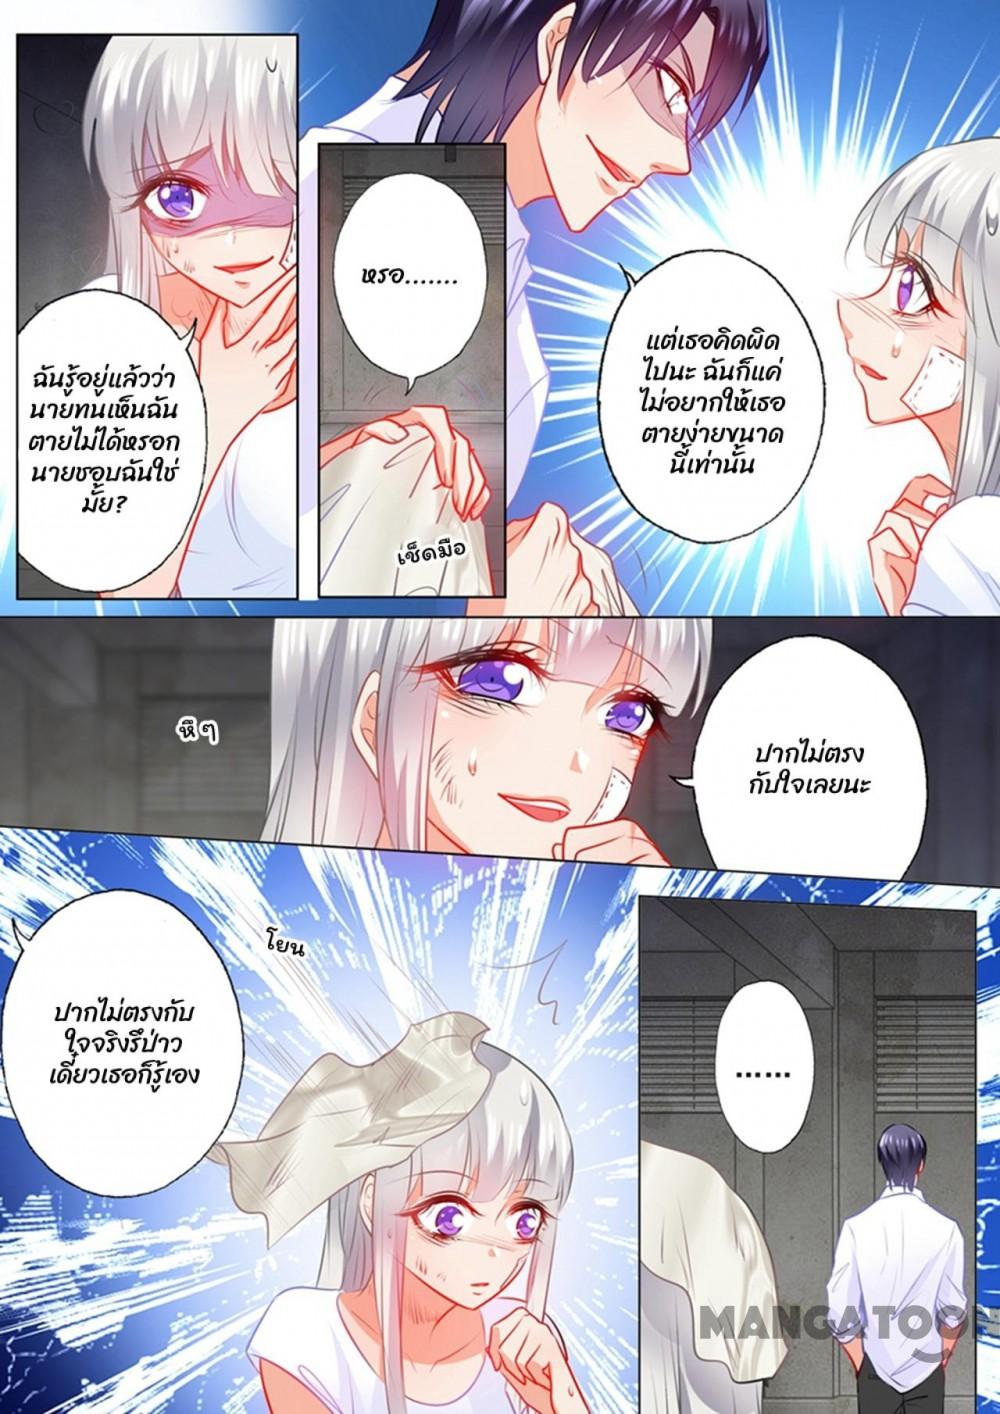 ฉันรู้อยู่แล้วว่า
นายทนเห็นฉัน
ตายไม่ได้หรอก
นายชอบฉันใช่
มั้ย?
หรอ.......
เช็ดมือ
แต่เธอคิดผิด
ไปนะ ฉันก็แค่
ไม่อยากให้เธอ
ตายง่ายขนาด
นี้เท่านั้น
หึๆ
ปากไม่ตรง
กับใจเลยนะ
โยน
ปากไม่ตรงกับ
ใจจริงรึป่าว
เดี๋ยวเธอก็รู้เอง
......
MANGATOON